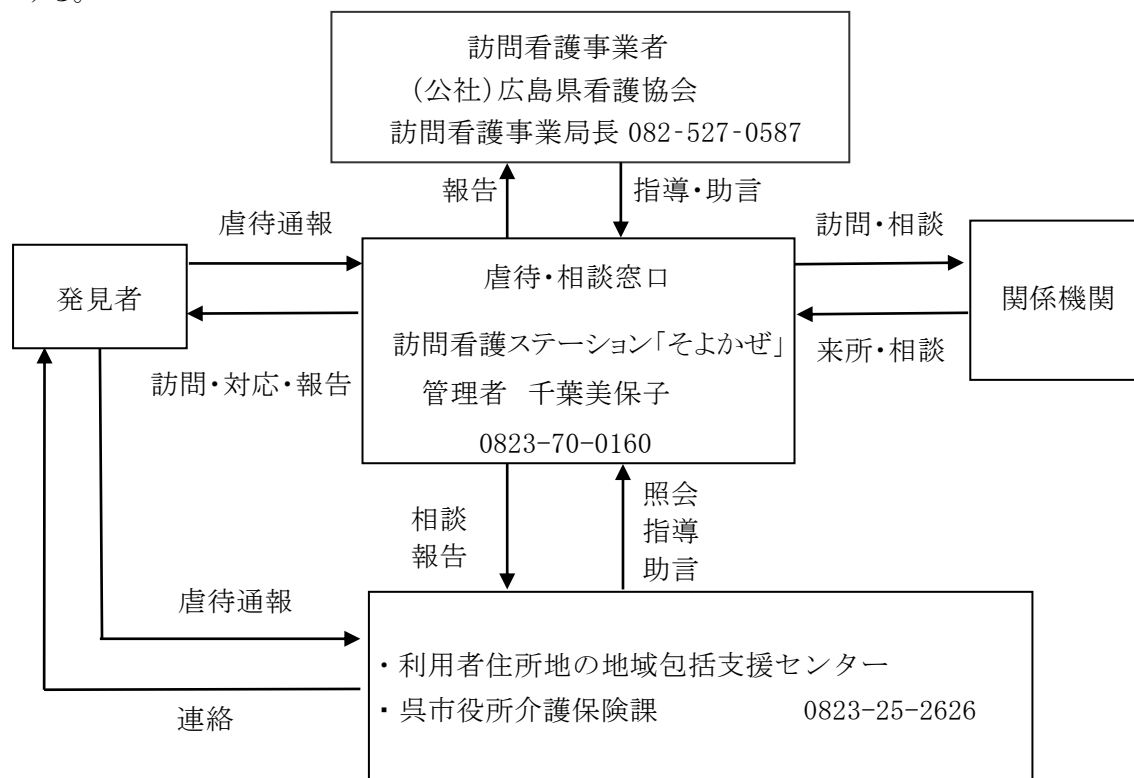 する。
訪問看護事業者
(公社)広島県看護協会
訪問看護事業局長 082-527-0587
報告
指導・助言
虐待通報
訪問・相談
発見者
虐待・相談窓口
関係機関
訪問看護ステーション「そよかぜ」
来所・相談
訪問・対応・報告
管理者 千葉美保子
0823-70-0160
相談
報告
照会
指導
助言
虐待通報
・利用者住所地の地域包括支援センター
・呉市役所介護保険課 0823-25-2626
連絡